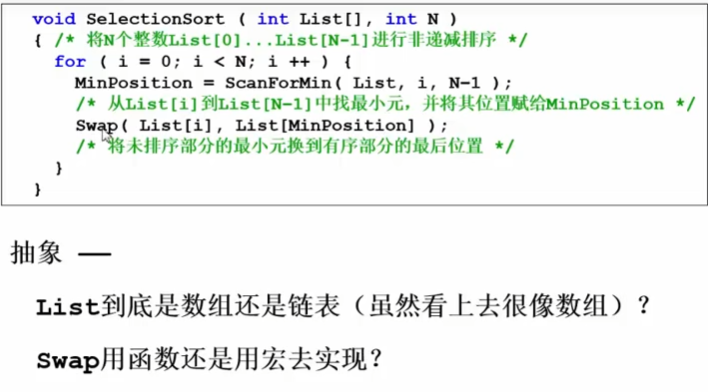 void SelectionSort ( int List[], int N )
{ /* 将N个整数List[0]...List[N-1]进行非递减排序 */
for ( i = 0; i < N; i ++ ) {
MinPosition = ScanForMin( List, i, N-1 );
/* 从List[i]到List[N-1]中找最小元，并将其位置赋给MinPosition */
Swap( List[i], List[MinPosition] );
/* 将未排序部分的最小元换到有序部分的最后位置 */
}
}
抽象 ——
List到底是数组还是链表（虽然看上去很像数组）？
Swap用函数还是用宏去实现？